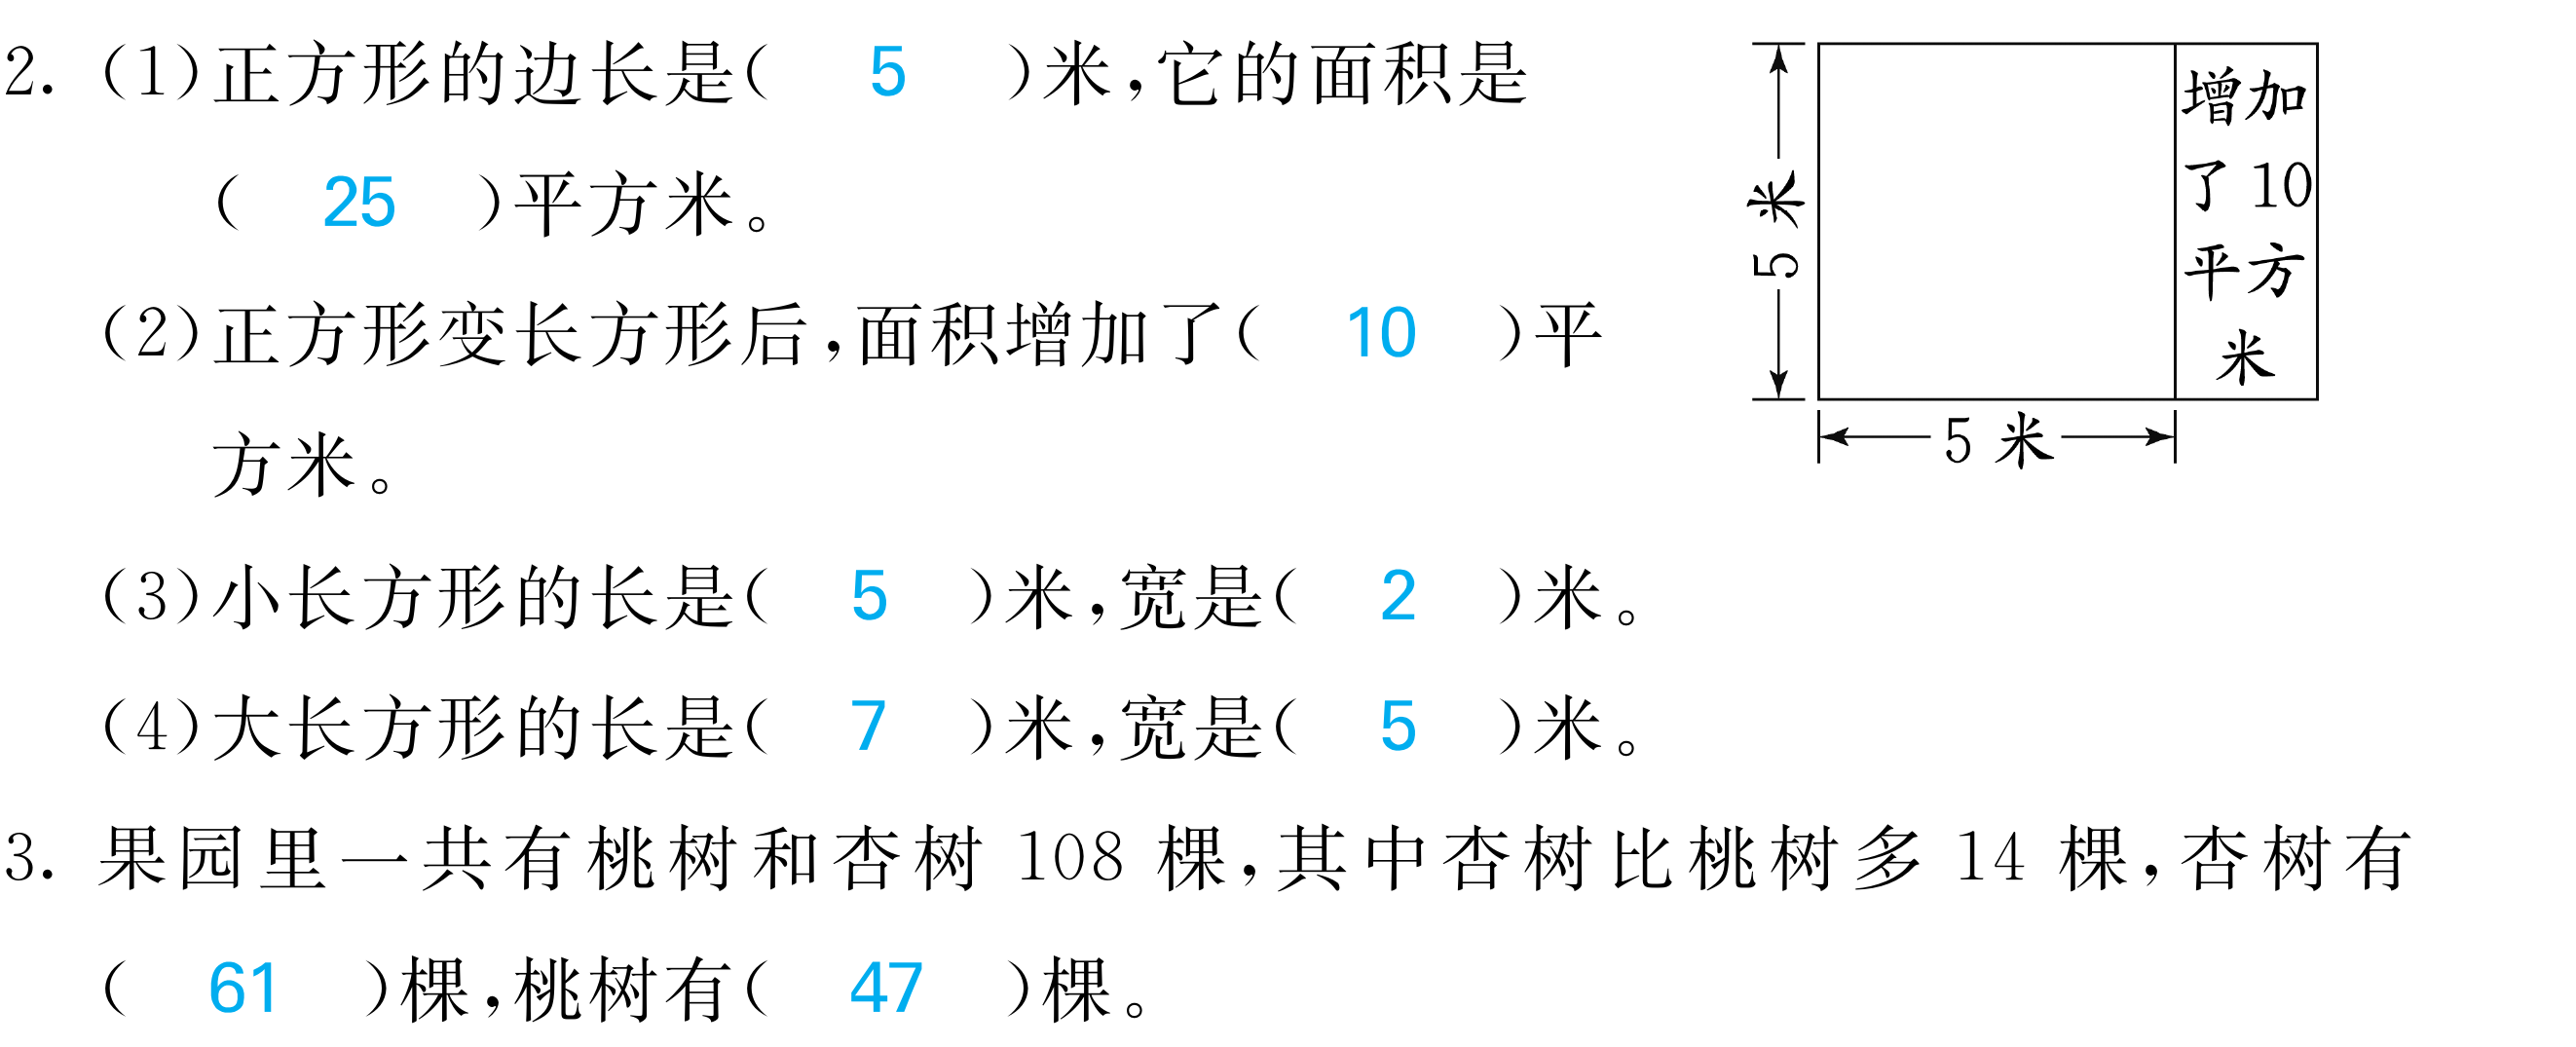 2. (1)正方形的边长是( 5 )米,它的面积是
( 25 )平方米。
(2)正方形变长方形后,面积增加了( 10 )平
方米。
(3)小长方形的长是( 5 )米,宽是( 2 )米。
(4)大长方形的长是( 7 )米,宽是( 5 )米。
5 米
增加
了 10
平方
米
5 米
3. 果园里一共有桃树和杏树 108 棵,其中杏树比桃树多 14 棵,杏树有
( 61 )棵,桃树有( 47 )棵。